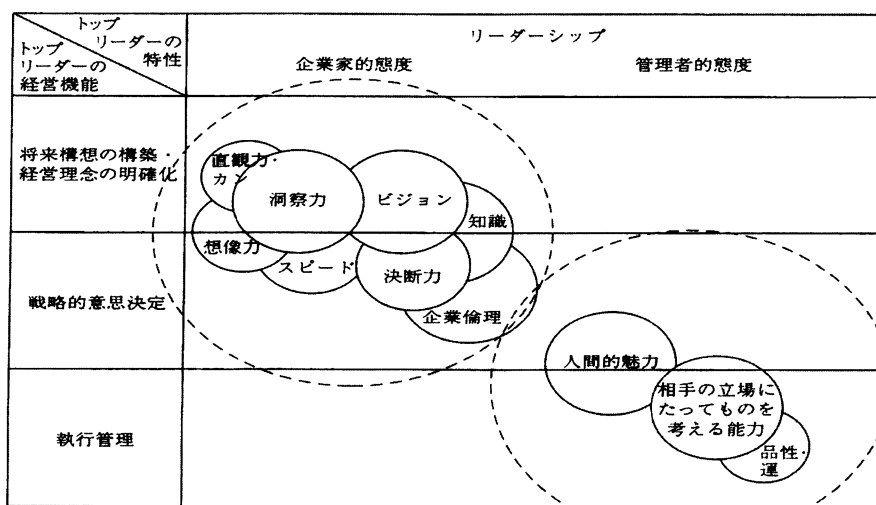 トップ
リーダーの
特性
トップ
リーダーの
経営機能
リーダーシップ
企業家的態度
管理者的態度
将来構想の構築・
経営理念の明確化
直観力・
カン
洞察力
ビジョン
知識
想像力
スピード
決断力
企業倫理
戦略的意思決定
人間的魅力
相手の立場に
たってものを
考える能力
品性・
運
執行管理